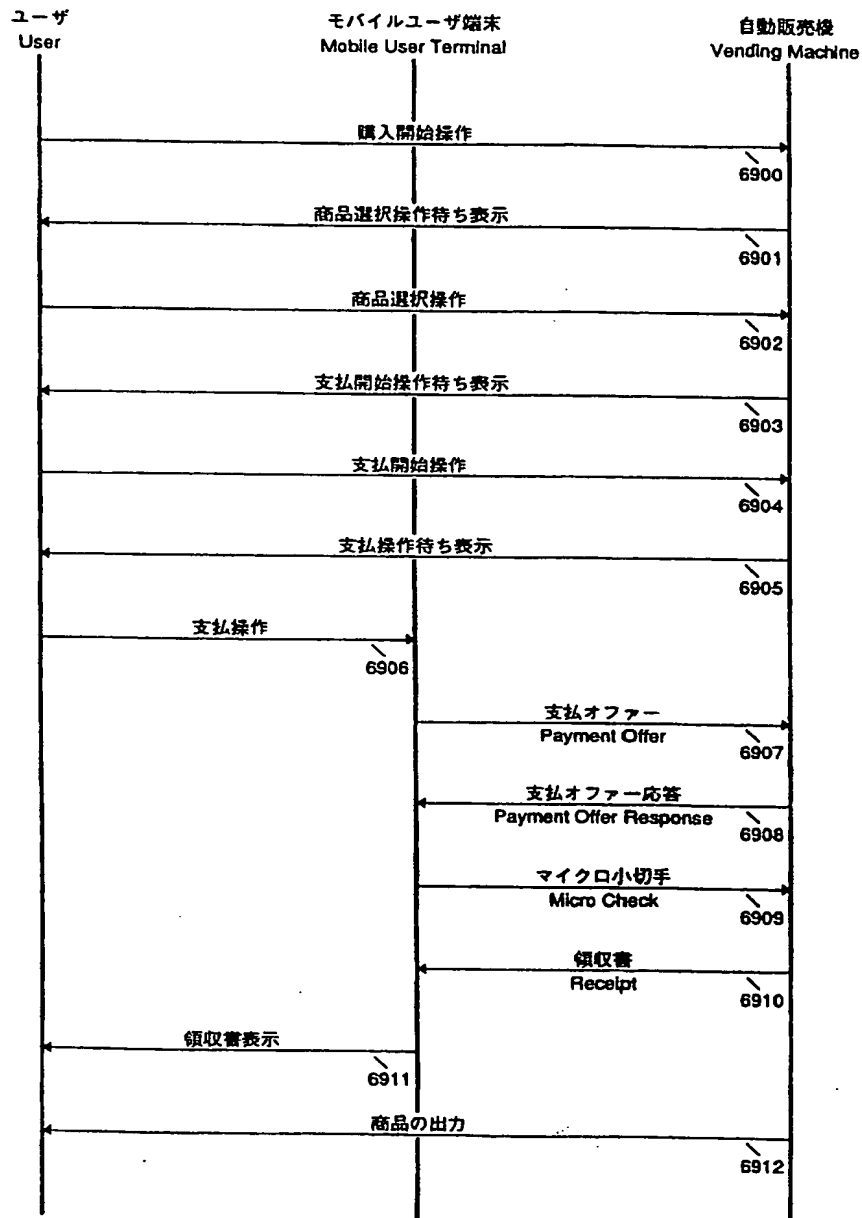 ユーザ
User
モバイルユーザ端末
Mobile User Terminal
自動販売機
Vending Machine
購入開始操作
6900
商品選択操作待ち表示
6901
商品選択操作
6902
支払開始操作待ち表示
6903
支払開始操作
6904
支払操作待ち表示
6905
支払操作
6906
支払オファー
Payment Offer
6907
支払オファー応答
Payment Offer Response
6908
マイクロ小切手
Micro Check
6909
領収書
Receipt
6910
領収書表示
6911
商品の出力
6912